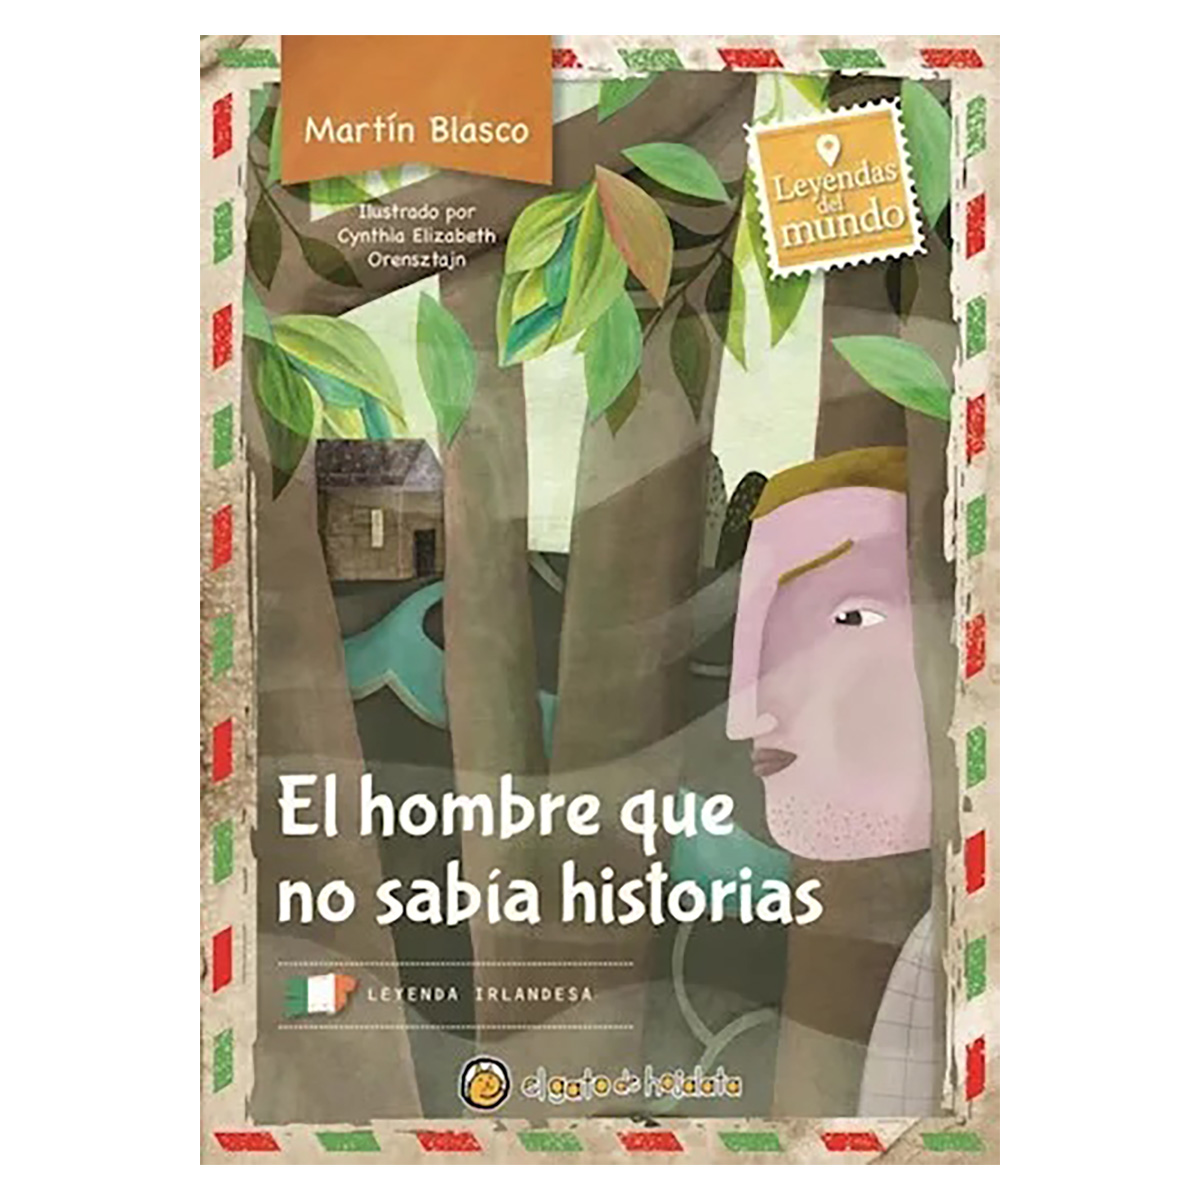 Martín Blasco
Ilustrado por
Cynthia Elizabeth
Orensztajn
Leyendas
del
mundo
El hombre que
no sabía historias
LEYENDA IRLANDESA
el gato de hojalata